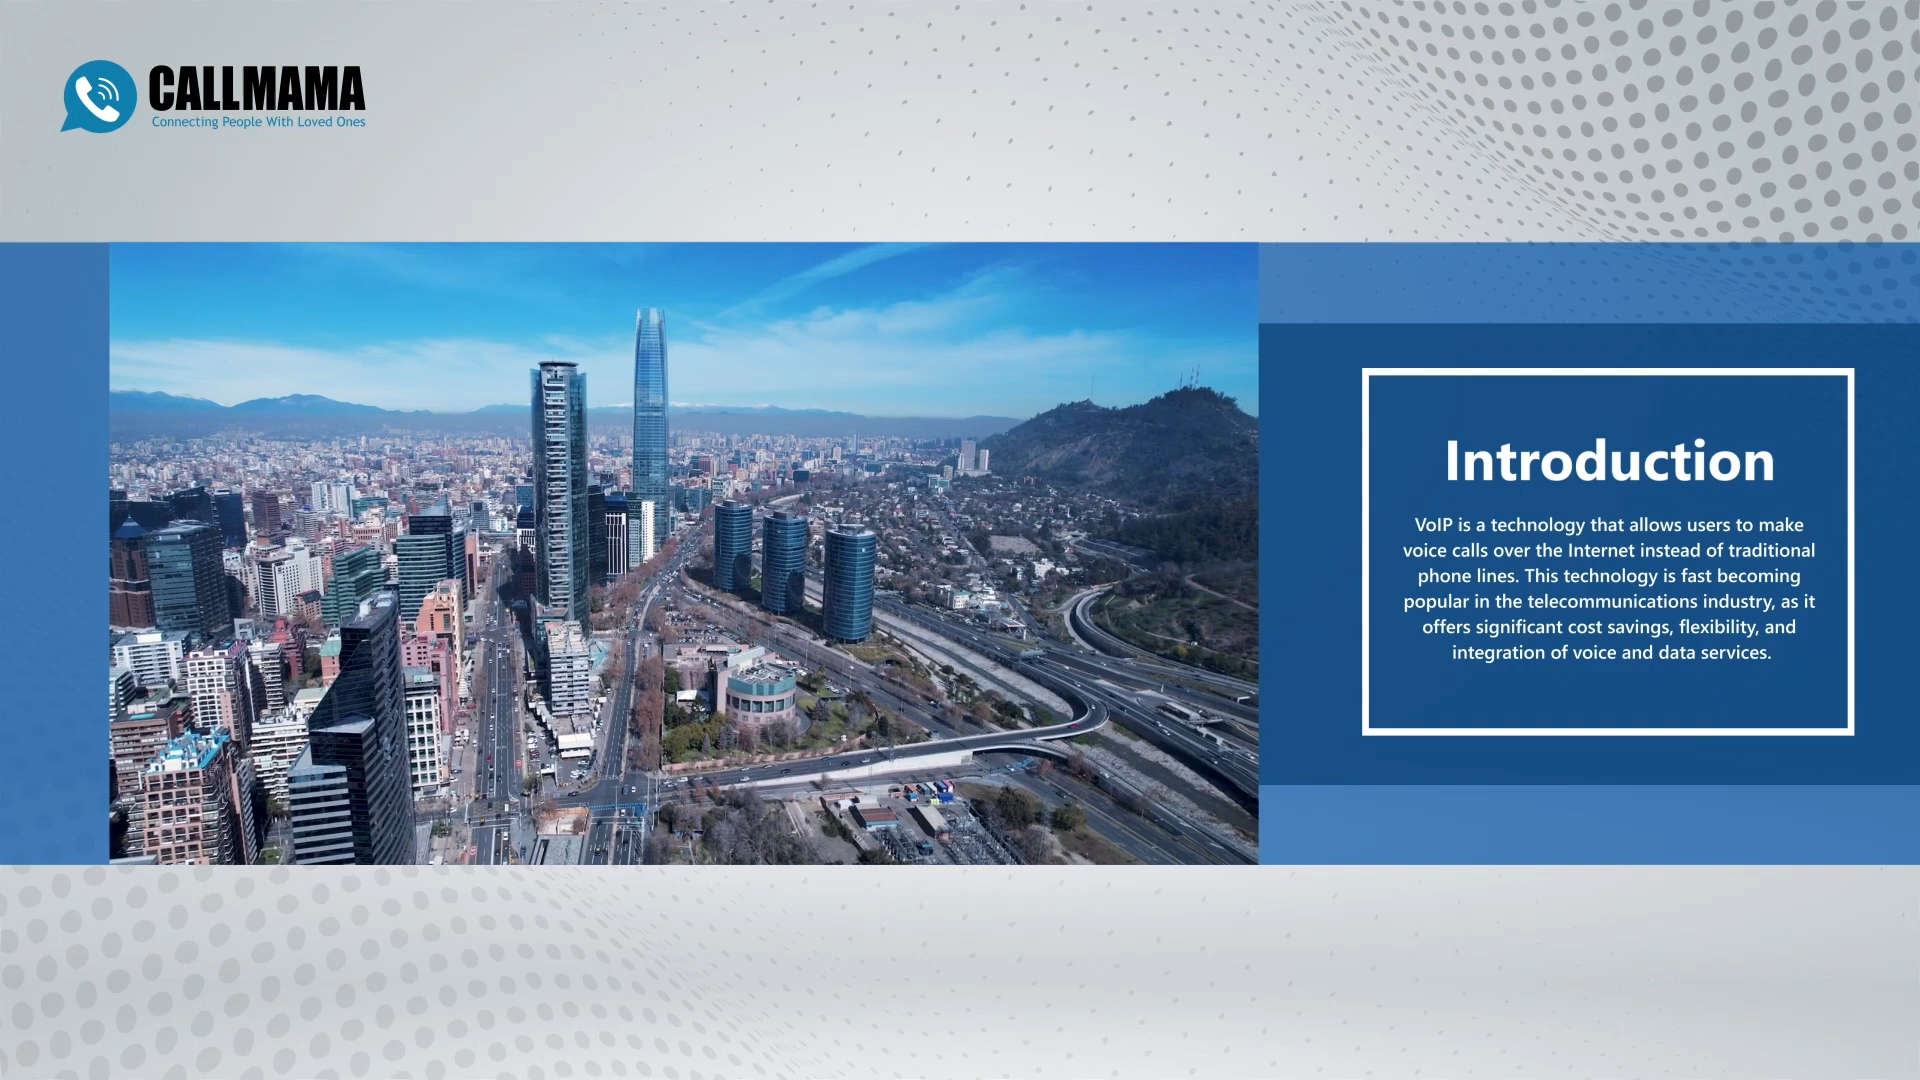 CALLMAMA
Connecting People With Loved Ones
Introduction
VoIP is a technology that allows users to make
voice calls over the Internet instead of traditional
phone lines. This technology is fast becoming
popular in the telecommunications industry, as it
offers significant cost savings, flexibility, and
integration of voice and data services.